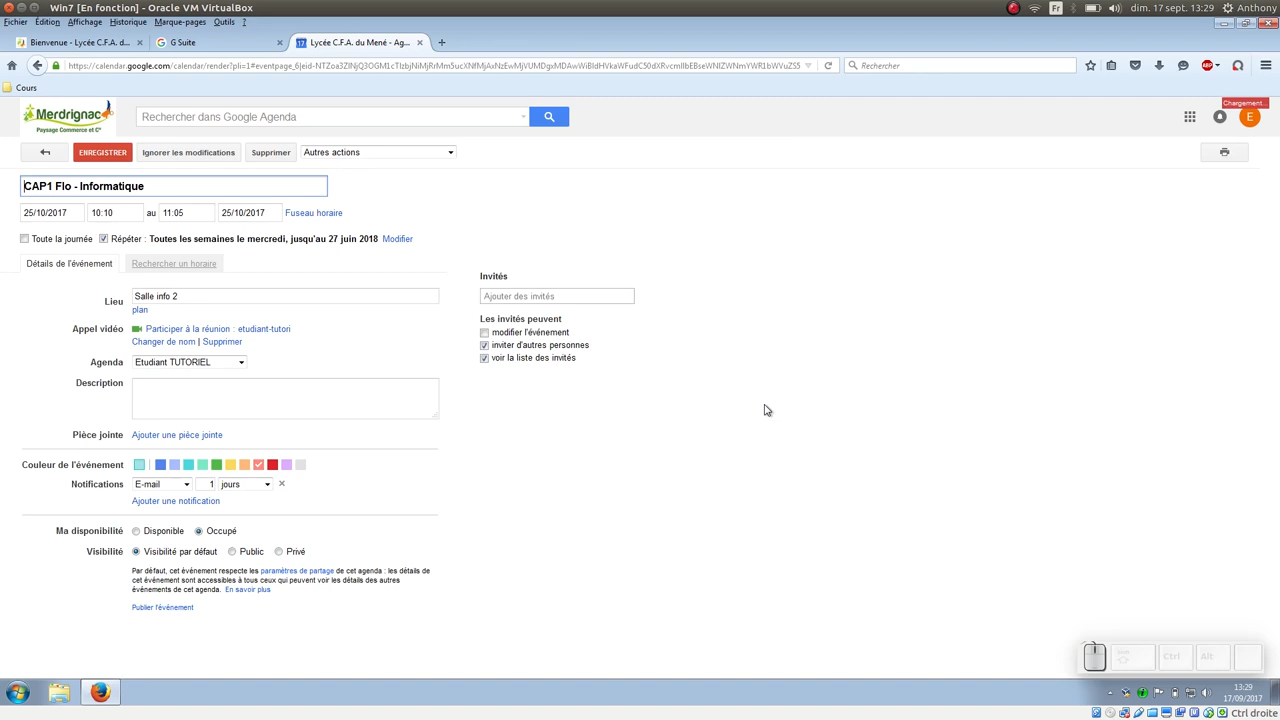 Win7 [En fonction] - Oracle VM VirtualBox
Fr
dim. 17 sept. 13:29
Anthony
Fichier Édition Affichage Historique Marque-pages Outils ?
Bienvenue - Lycée C.F.A. d...
G Suite
Lycée C.F.A. du Mené - Ag...
Rechercher
Cours
Merdrignac
Paysage Commerce et Cie
Rechercher dans Google Agenda
Chargement...
E
ENREGISTRER
Ignorer les modifications
Supprimer
Autres actions
CAP1 Flo - Informatique
25/10/2017 10:10 au 11:05 25/10/2017 Fuseau horaire
Toute la journée Répéter : Toutes les semaines le mercredi, jusqu'au 27 juin 2018 Modifier
Détails de l'événement
Rechercher un horaire
Lieu Salle info 2
plan
Appel vidéo Participer à la réunion : etudiant-tutori
Changer de nom | Supprimer
Agenda Etudiant TUTORIEL
Description
Pièce jointe Ajouter une pièce jointe
Couleur de l'événement
Notifications E-mail 1 jours
Ajouter une notification
Ma disponibilité Disponible Occupé
Visibilité Visibilité par défaut Public Privé
Par défaut, cet événement respecte les paramètres de partage de cet agenda : les détails de
cet événement sont accessibles à tous ceux qui peuvent voir les détails des autres
événements de cet agenda. En savoir plus
Publier l'événement
Invités
Ajouter des invités
Les invités peuvent
modifier l'événement
inviter d'autres personnes
voir la liste des invités
Ctrl
Alt
13:29
17/09/2017
Ctrl droite